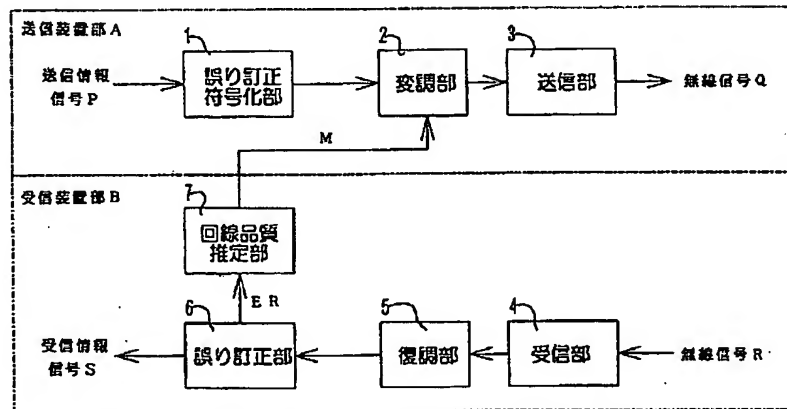 送信装置部A
1
2
3
送信情報
信号P
誤り訂正
符号化部
変調部
送信部
無線信号Q
M
受信装置部B
7
回線品質
推定部
ER
6
5
4
受信情報
信号S
誤り訂正部
復調部
受信部
無線信号R